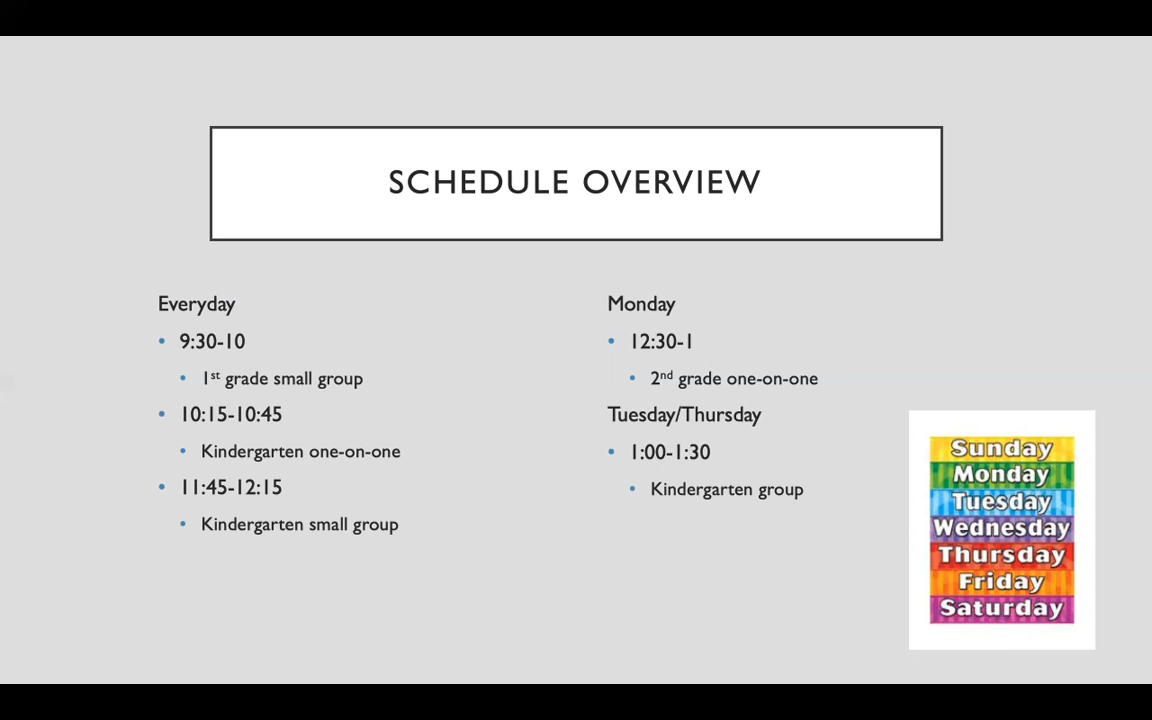 SCHEDULE OVERVIEW
Everyday
• 9:30-10
• 1st grade small group
• 10:15-10:45
• Kindergarten one-on-one
• 11:45-12:15
• Kindergarten small group
Monday
• 12:30-1
• 2nd grade one-on-one
Tuesday/Thursday
• 1:00-1:30
• Kindergarten group
Sunday
Monday
Tuesday
Wednesday
Thursday
Friday
Saturday